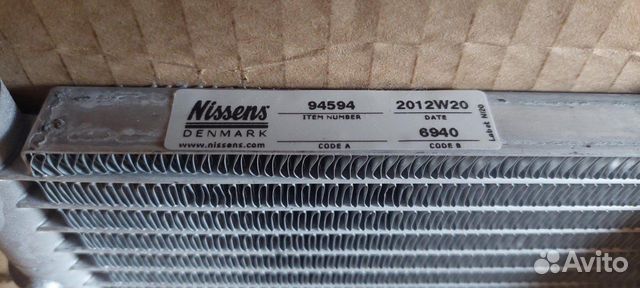 Nissens
DENMARK
www.nissens.com
94594
ITEM NUMBER
CODE A
2012W20
DATE
6940
CODE B
Label NI20
Avito